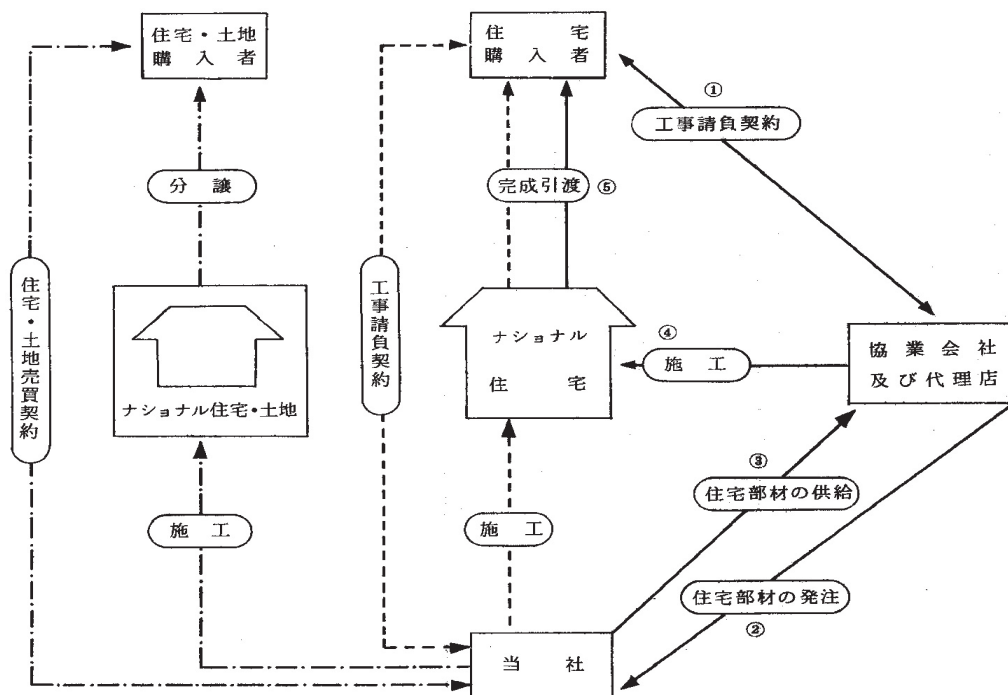 住宅・土地
購入者
住宅
購入者
①
工事請負契約
分譲
完成引渡
⑤
住宅・土地売買契約
工事請負契約
ナショナル
住宅
④
施工
協業会社
及び代理店
ナショナル住宅・土地
③
住宅部材の供給
施工
施工
住宅部材の発注
②
当社